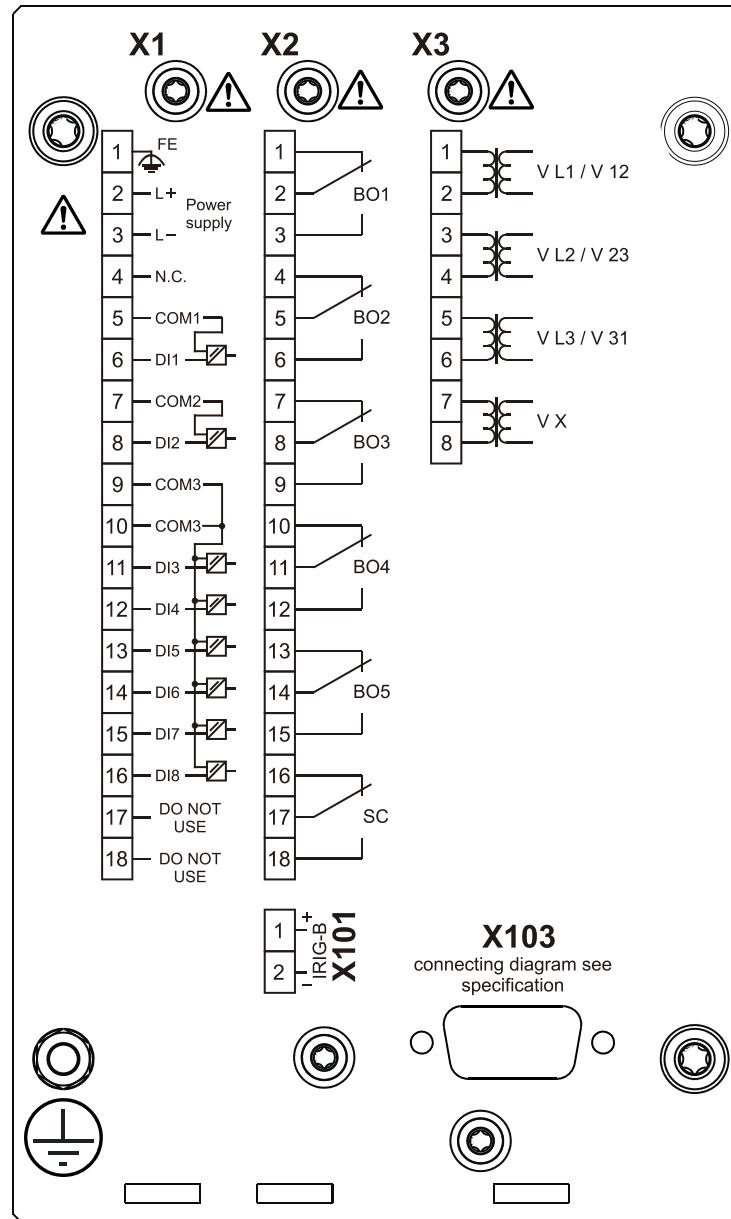 X1 X2 X3
1 FE
2 L+
Power
supply
3 L–
4 N.C.
5 COM1
6 DI1
7 COM2
8 DI2
9 COM3
10 COM3
11 DI3
12 DI4
13 DI5
14 DI6
15 DI7
16 DI8
17 DO NOT
USE
18 DO NOT
USE
1
2 BO1
3
4
5 BO2
6
7
8 BO3
9
10
11 BO4
12
13
14 BO5
15
16
17 SC
18
1
V L1 / V 12
2
3
V L2 / V 23
4
5
V L3 / V 31
6
7
V X
8
1 +
2 –
IRIG-B
X101
X103
connecting diagram see
specification